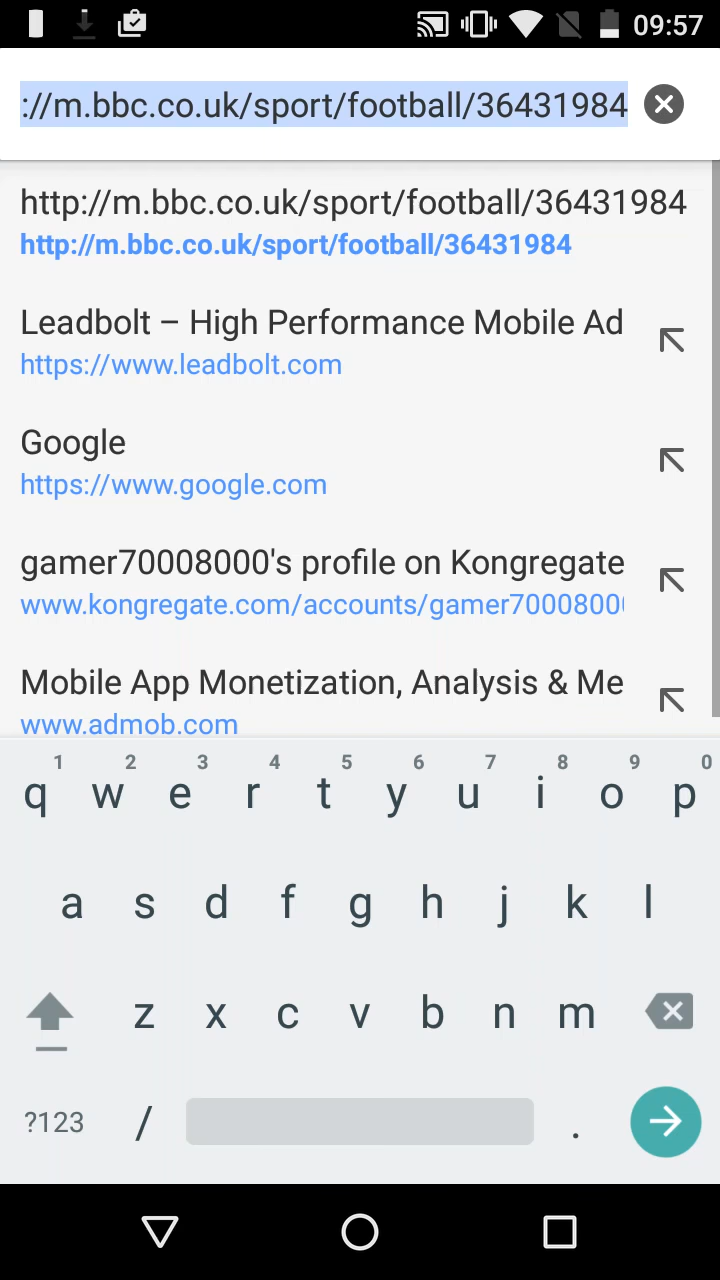 09:57
://m.bbc.co.uk/sport/football/36431984
http://m.bbc.co.uk/sport/football/36431984
http://m.bbc.co.uk/sport/football/36431984
Leadbolt – High Performance Mobile Ad
https://www.leadbolt.com
Google
https://www.google.com
gamer70008000's profile on Kongregate
www.kongregate.com/accounts/gamer7000800
Mobile App Monetization, Analysis & Me
www.admob.com
1 2 3 4 5 6 7 8 9 0
q w e r t y u i o p
a s d f g h j k l
z x c v b n m
?123 / .